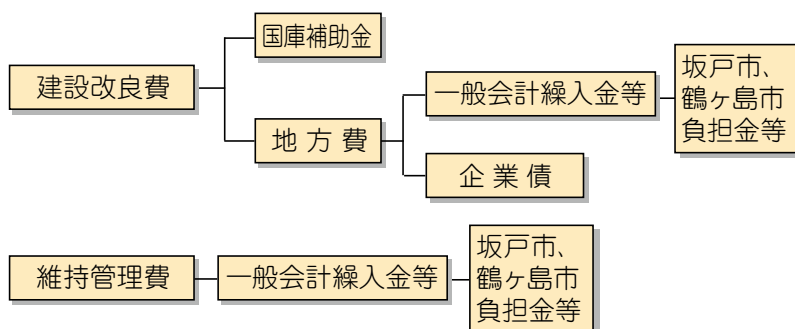 建設改良費
国庫補助金
地方費
一般会計繰入金等
坂戸市、
鶴ヶ島市
負担金等
企業債
維持管理費
一般会計繰入金等
坂戸市、
鶴ヶ島市
負担金等